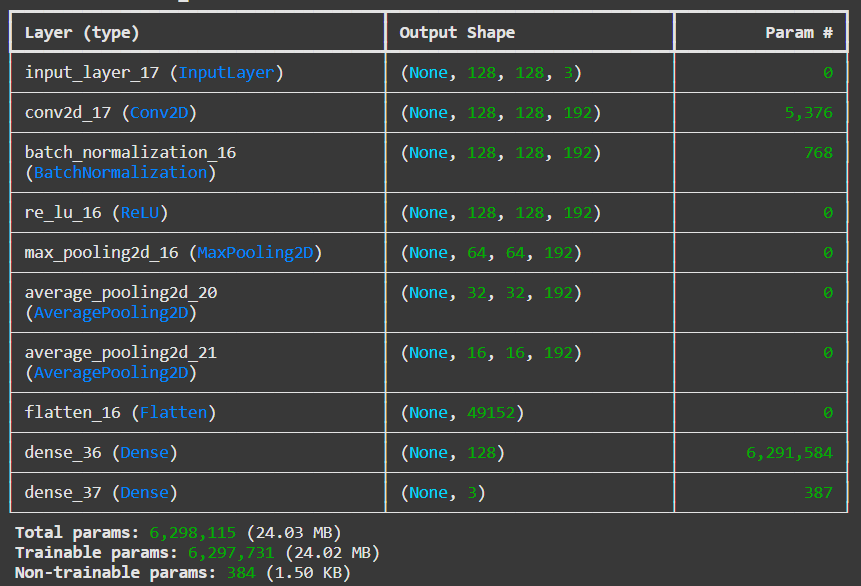 Layer (type) Output Shape Param #
input_layer_17 (InputLayer) (None, 128, 128, 3) 0
conv2d_17 (Conv2D) (None, 128, 128, 192) 5,376
batch_normalization_16 (None, 128, 128, 192) 768
(BatchNormalization)
re_lu_16 (ReLU) (None, 128, 128, 192) 0
max_pooling2d_16 (MaxPooling2D) (None, 64, 64, 192) 0
average_pooling2d_20 (None, 32, 32, 192) 0
(AveragePooling2D)
average_pooling2d_21 (None, 16, 16, 192) 0
(AveragePooling2D)
flatten_16 (Flatten) (None, 49152) 0
dense_36 (Dense) (None, 128) 6,291,584
dense_37 (Dense) (None, 3) 387
Total params: 6,298,115 (24.03 MB)
Trainable params: 6,297,731 (24.02 MB)
Non-trainable params: 384 (1.50 KB)